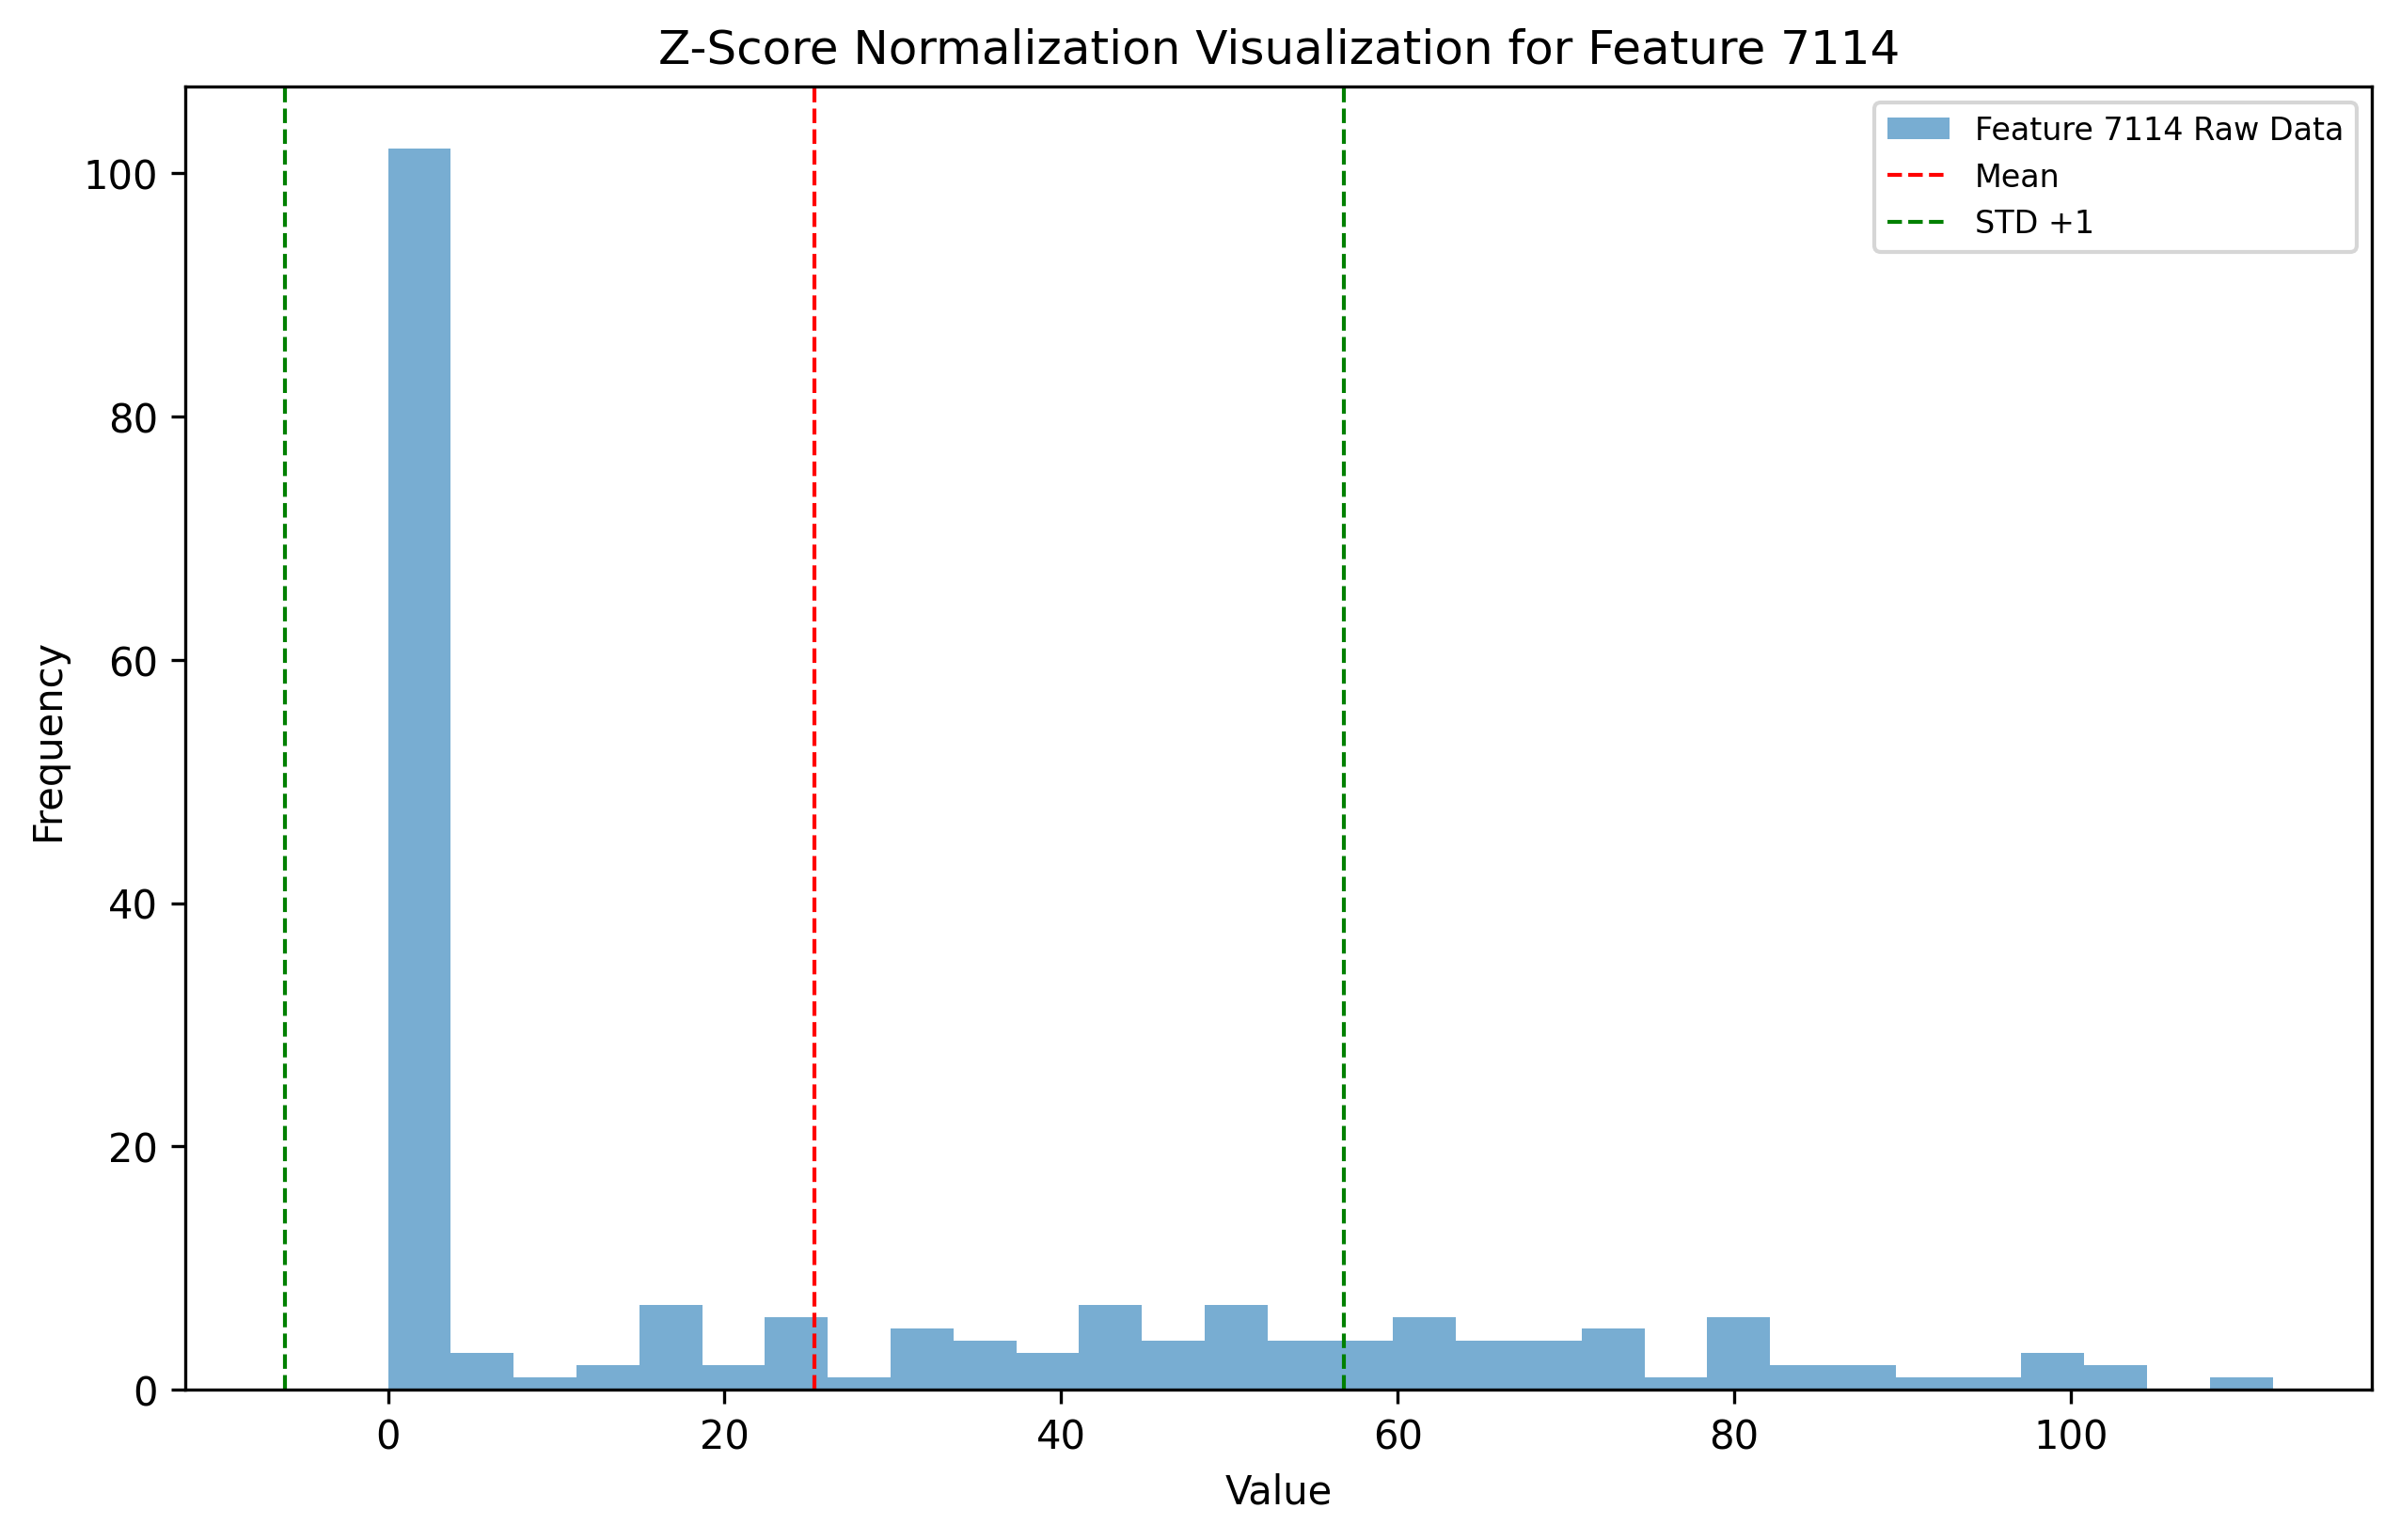 Z-Score Normalization Visualization for Feature 7114
Feature 7114 Raw Data
Mean
STD +1
Frequency
100
80
60
40
20
0
0 20 40 60 80 100
Value